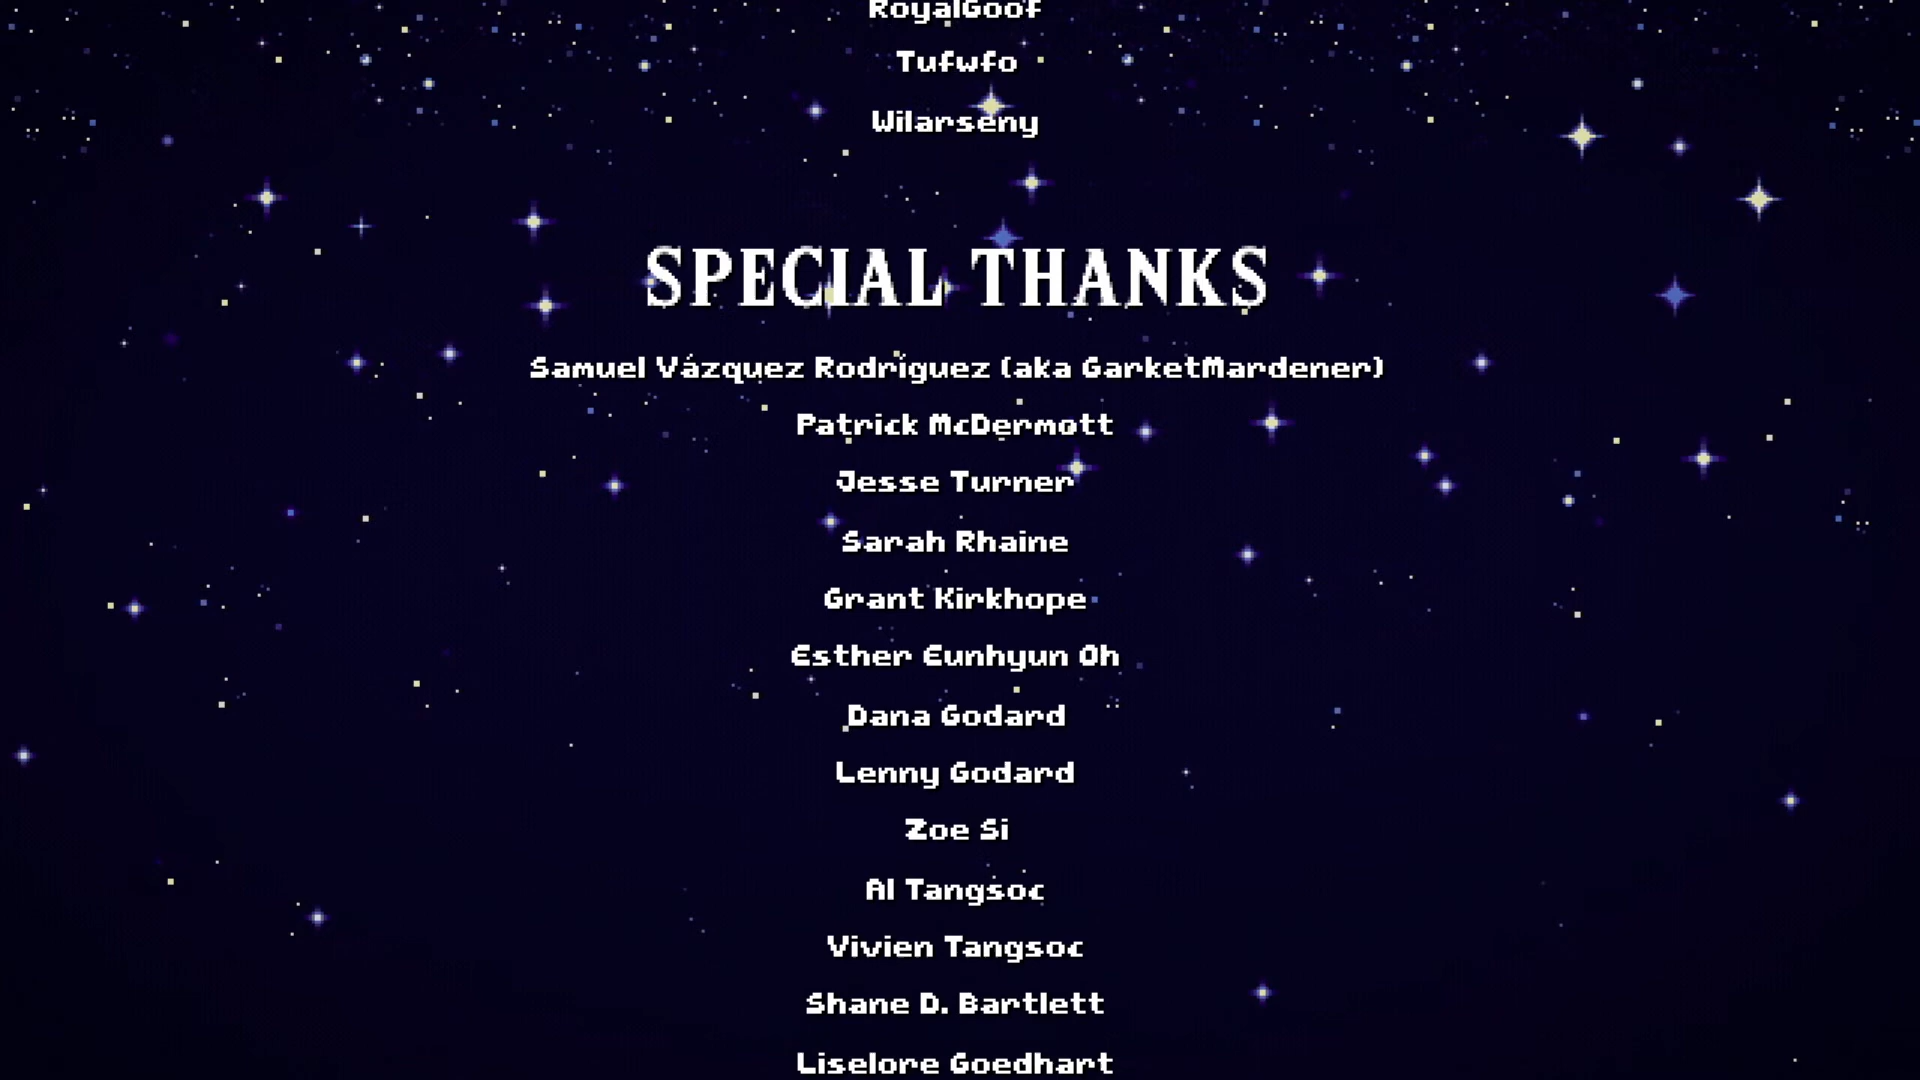 RoyalGoof
Tufwfo
Wilarseny
SPECIAL THANKS
Samuel Vázquez Rodríguez (aka GarketMardener)
Patrick McDermott
Jesse Turner
Sarah Rhaine
Grant Kirkhope
Esther Eunhyun Oh
Dana Godard
Lenny Godard
Zoe Si
Al Tangsoc
Vivien Tangsoc
Shane D. Bartlett
Liselore Goedhart